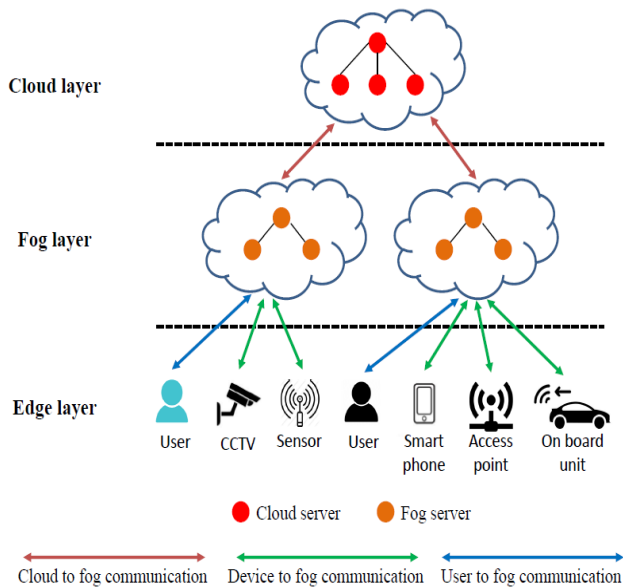 Cloud layer
Fog layer
Edge layer
User
CCTV
Sensor
User
Smart
phone
Access
point
On board
unit
Cloud server
Fog server
Cloud to fog communication
Device to fog communication
User to fog communication